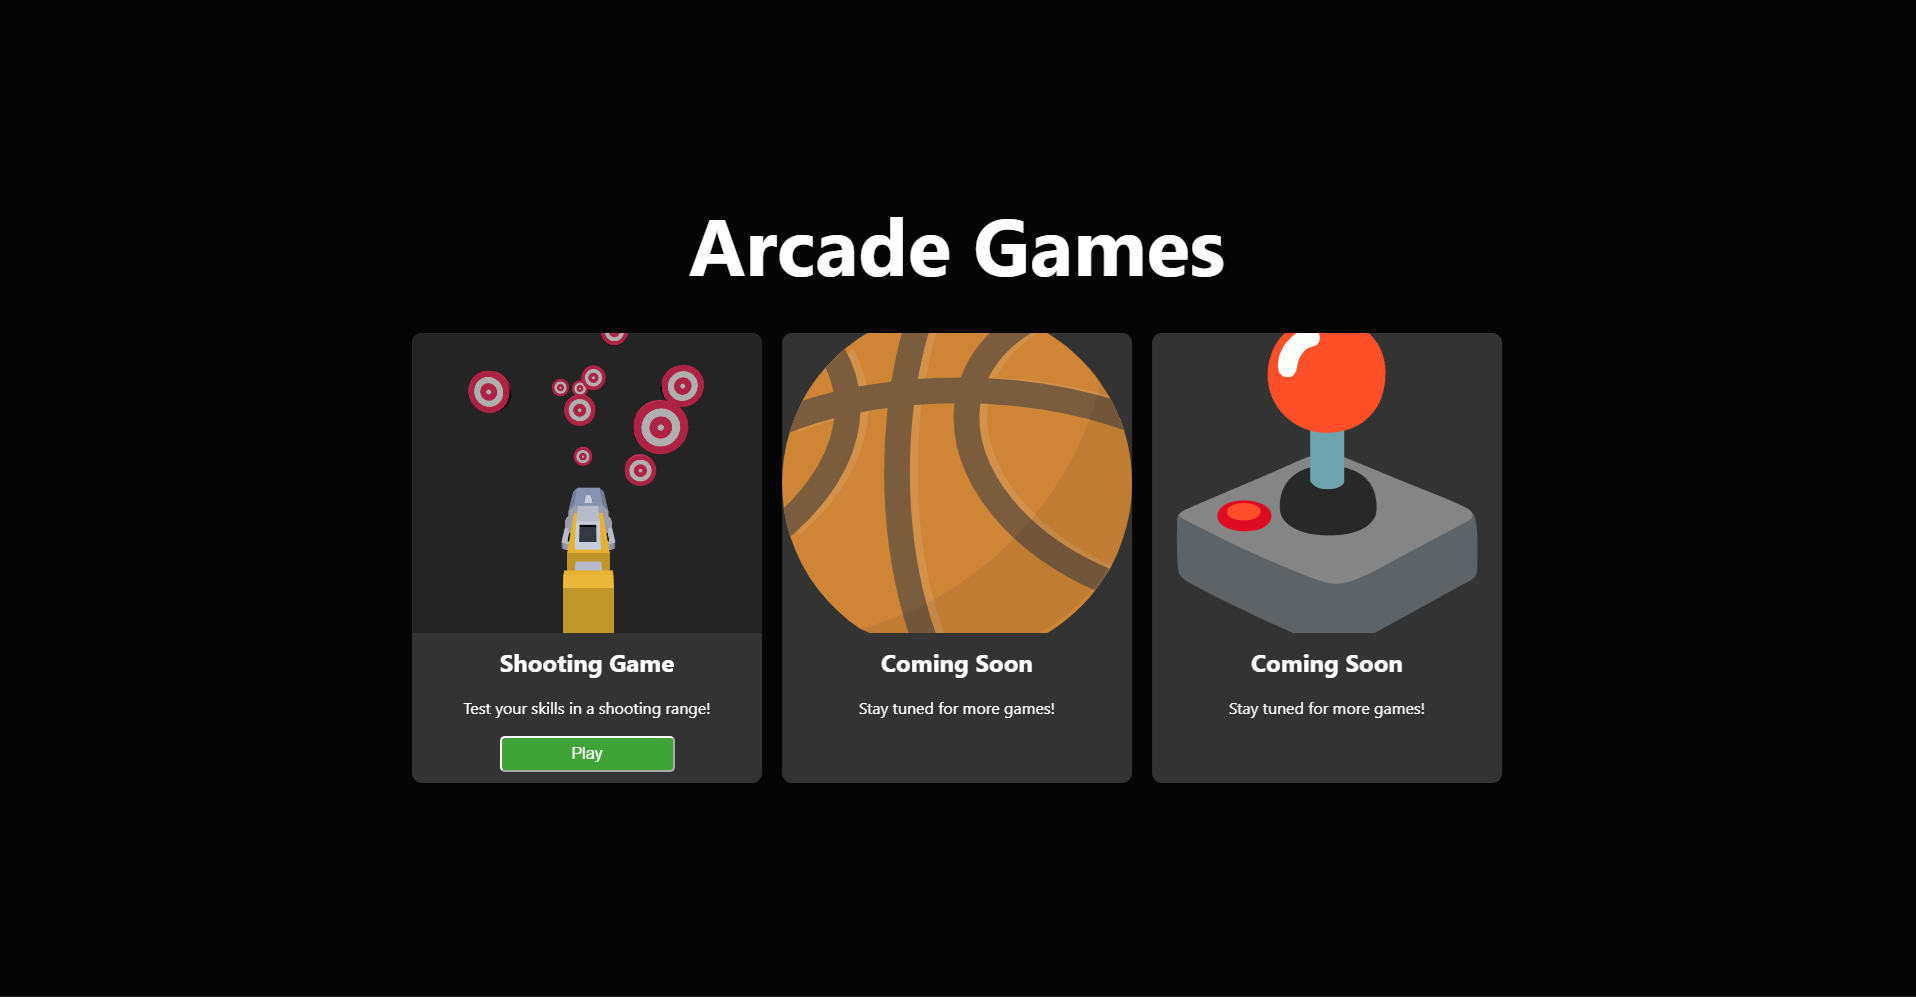 Arcade Games
Shooting Game
Test your skills in a shooting range!
Play
Coming Soon
Stay tuned for more games!
Coming Soon
Stay tuned for more games!